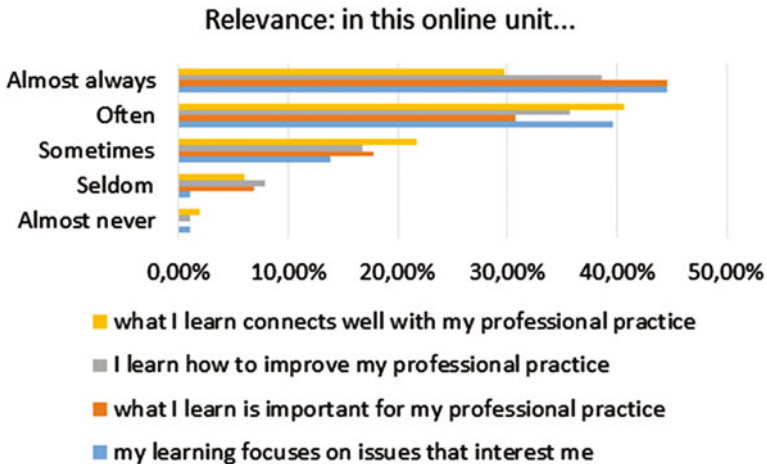 Relevance: in this online unit...
Almost always
Often
Sometimes
Seldom
Almost never
0,00% 10,00% 20,00% 30,00% 40,00% 50,00%
what I learn connects well with my professional practice
I learn how to improve my professional practice
what I learn is important for my professional practice
my learning focuses on issues that interest me